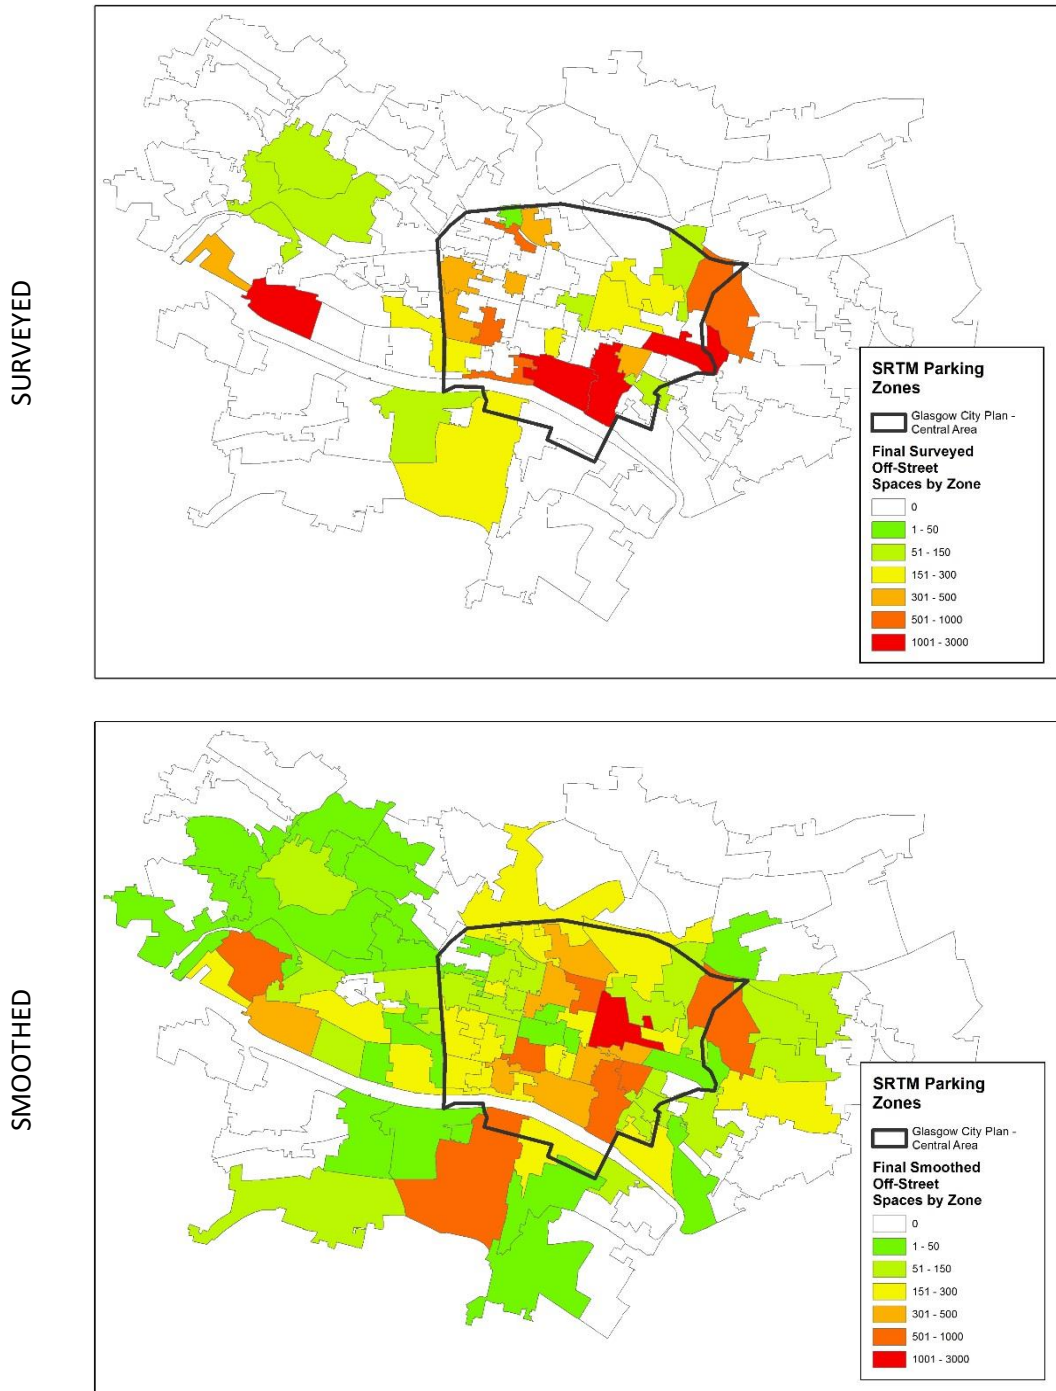 SURVEYED
SRTM Parking
Zones
Glasgow City Plan -
Central Area
Final Surveyed
Off-Street
Spaces by Zone
0
1 - 50
51 - 150
151 - 300
301 - 500
501 - 1000
1001 - 3000
SMOOTHED
SRTM Parking
Zones
Glasgow City Plan -
Central Area
Final Smoothed
Off-Street
Spaces by Zone
0
1 - 50
51 - 150
151 - 300
301 - 500
501 - 1000
1001 - 3000